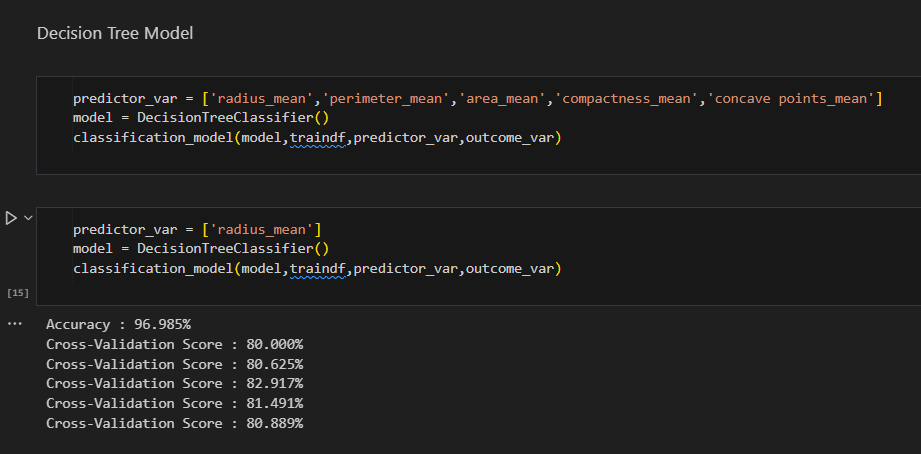 Decision Tree Model
predictor_var = ['radius_mean','perimeter_mean','area_mean','compactness_mean','concave points_mean']
model = DecisionTreeClassifier()
classification_model(model,traindf,predictor_var,outcome_var)
predictor_var = ['radius_mean']
model = DecisionTreeClassifier()
classification_model(model,traindf,predictor_var,outcome_var)
[15]
Accuracy : 96.985%
Cross-Validation Score : 80.000%
Cross-Validation Score : 80.625%
Cross-Validation Score : 82.917%
Cross-Validation Score : 81.491%
Cross-Validation Score : 80.889%